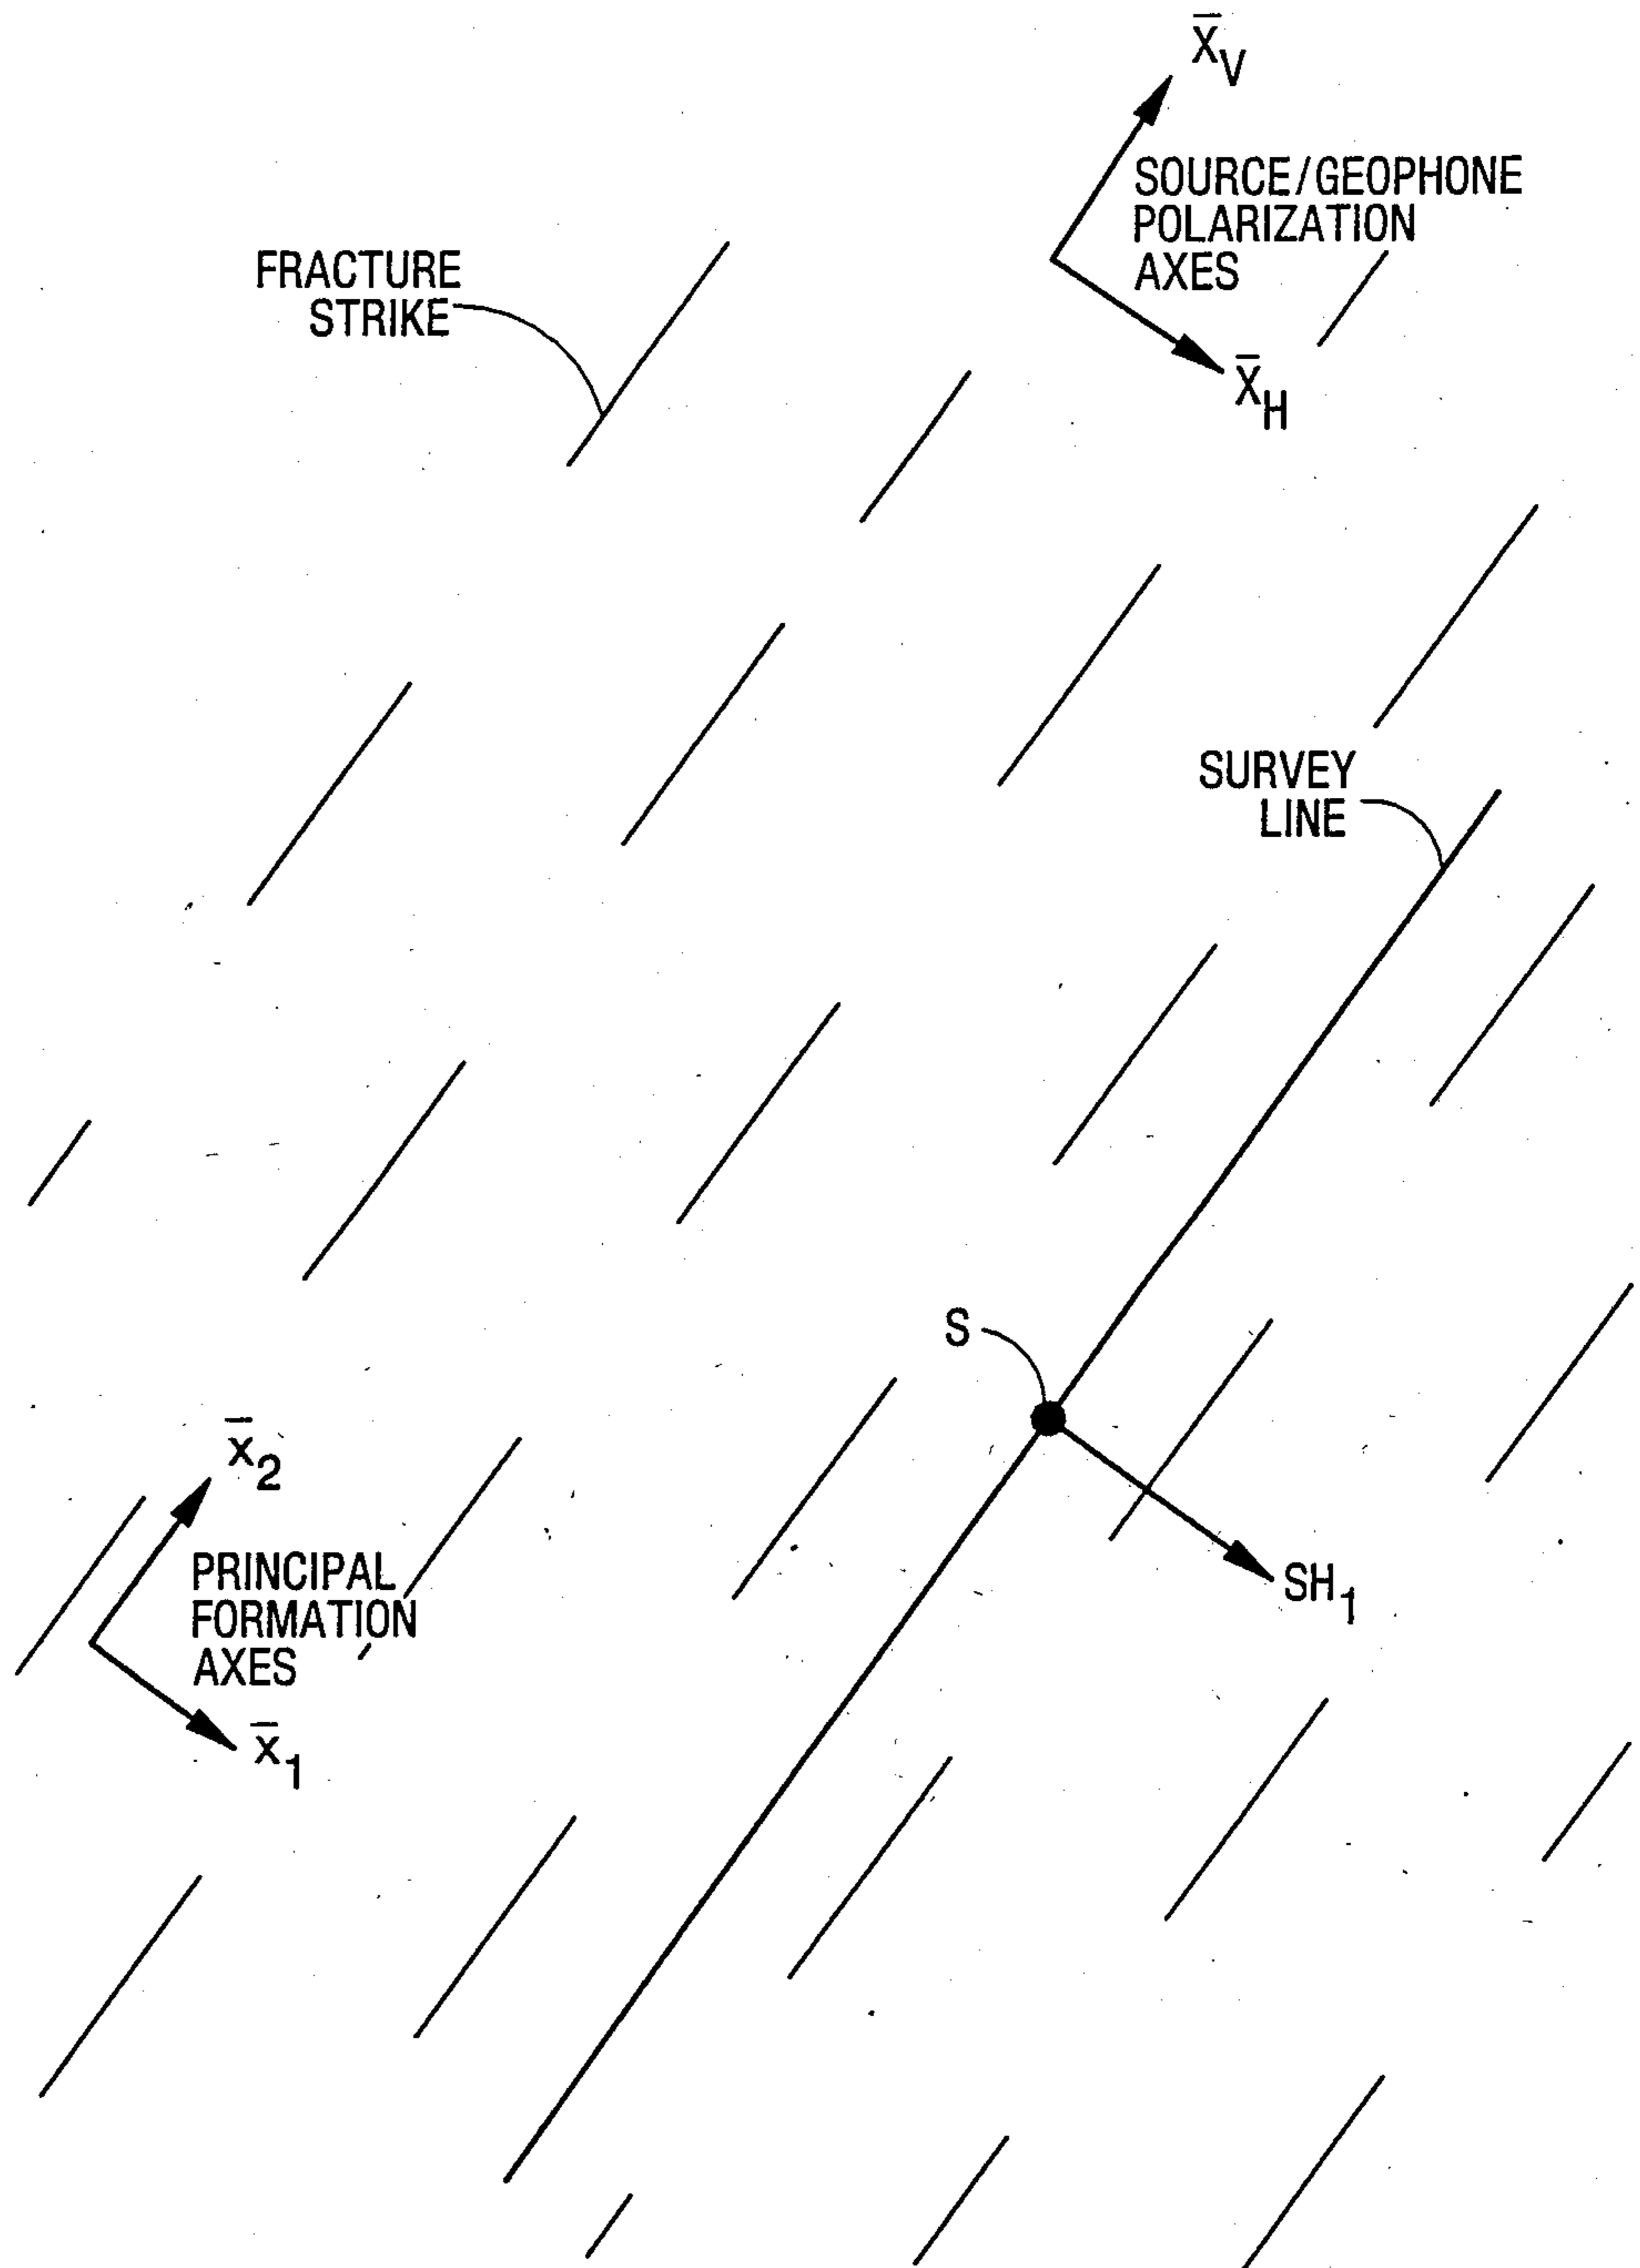 X̄V
SOURCE/GEOPHONE
POLARIZATION
AXES
X̄H
FRACTURE
STRIKE
SURVEY
LINE
S
SH1
x̄2
PRINCIPAL
FORMATION
AXES
x̄1